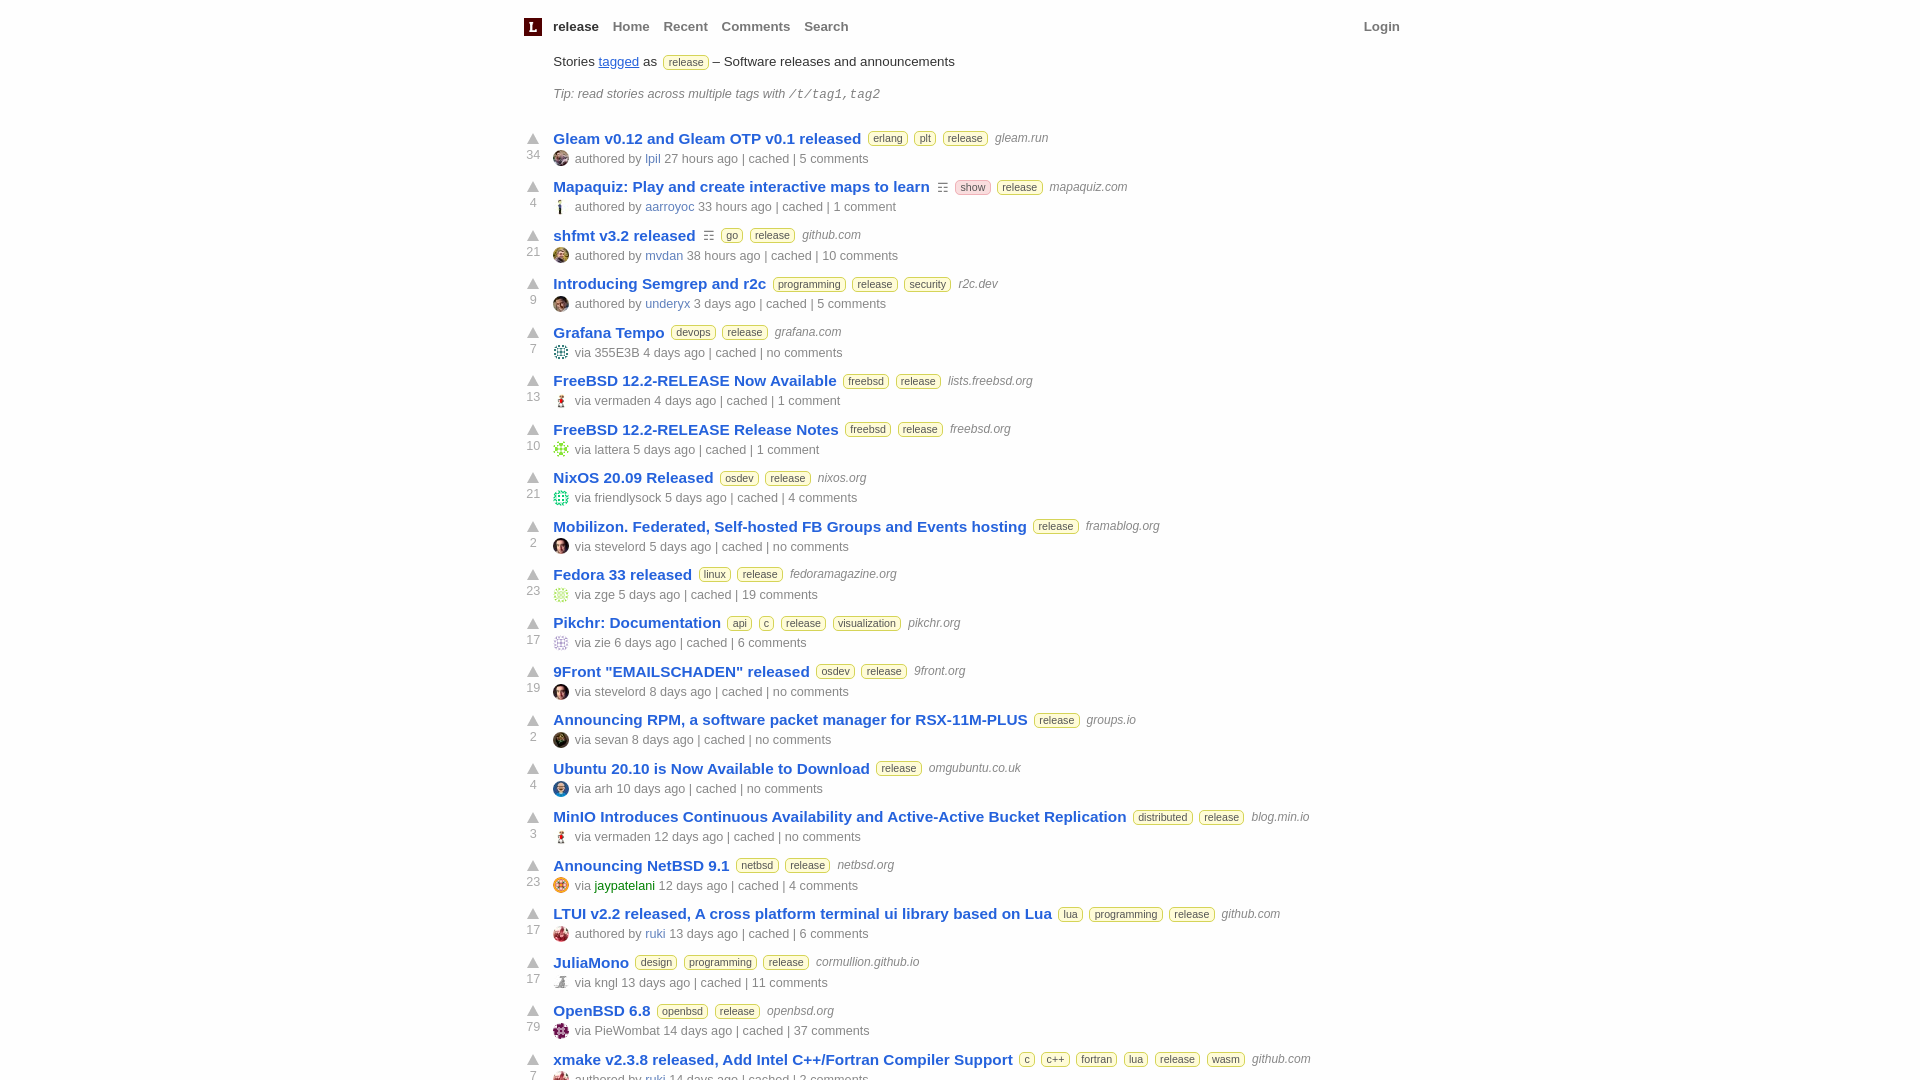 L release Home Recent Comments Search Login
Stories tagged as release – Software releases and announcements
Tip: read stories across multiple tags with /t/tag1,tag2
Gleam v0.12 and Gleam OTP v0.1 released erlang plt release gleam.run
34 authored by lpil 27 hours ago | cached | 5 comments
Mapaquiz: Play and create interactive maps to learn ☶ show release mapaquiz.com
4 authored by aarroyoc 33 hours ago | cached | 1 comment
shfmt v3.2 released ☶ go release github.com
21 authored by mvdan 38 hours ago | cached | 10 comments
Introducing Semgrep and r2c programming release security r2c.dev
9 authored by underyx 3 days ago | cached | 5 comments
Grafana Tempo devops release grafana.com
7 via 355E3B 4 days ago | cached | no comments
FreeBSD 12.2-RELEASE Now Available freebsd release lists.freebsd.org
13 via vermaden 4 days ago | cached | 1 comment
FreeBSD 12.2-RELEASE Release Notes freebsd release freebsd.org
10 via lattera 5 days ago | cached | 1 comment
NixOS 20.09 Released osdev release nixos.org
21 via friendlysock 5 days ago | cached | 4 comments
Mobilizon. Federated, Self-hosted FB Groups and Events hosting release framablog.org
2 via stevelord 5 days ago | cached | no comments
Fedora 33 released linux release fedoramagazine.org
23 via zge 5 days ago | cached | 19 comments
Pikchr: Documentation api c release visualization pikchr.org
17 via zie 6 days ago | cached | 6 comments
9Front "EMAILSCHADEN" released osdev release 9front.org
19 via stevelord 8 days ago | cached | no comments
Announcing RPM, a software packet manager for RSX-11M-PLUS release groups.io
2 via sevan 8 days ago | cached | no comments
Ubuntu 20.10 is Now Available to Download release omgubuntu.co.uk
4 via arh 10 days ago | cached | no comments
MinIO Introduces Continuous Availability and Active-Active Bucket Replication distributed release blog.min.io
3 via vermaden 12 days ago | cached | no comments
Announcing NetBSD 9.1 netbsd release netbsd.org
23 via jaypatelani 12 days ago | cached | 4 comments
LTUI v2.2 released, A cross platform terminal ui library based on Lua lua programming release github.com
17 authored by ruki 13 days ago | cached | 6 comments
JuliaMono design programming release cormullion.github.io
17 via kngl 13 days ago | cached | 11 comments
OpenBSD 6.8 openbsd release openbsd.org
79 via PieWombat 14 days ago | cached | 37 comments
xmake v2.3.8 released, Add Intel C++/Fortran Compiler Support c c++ fortran lua release wasm github.com
7 authored by ruki 14 days ago | cached | 2 comments